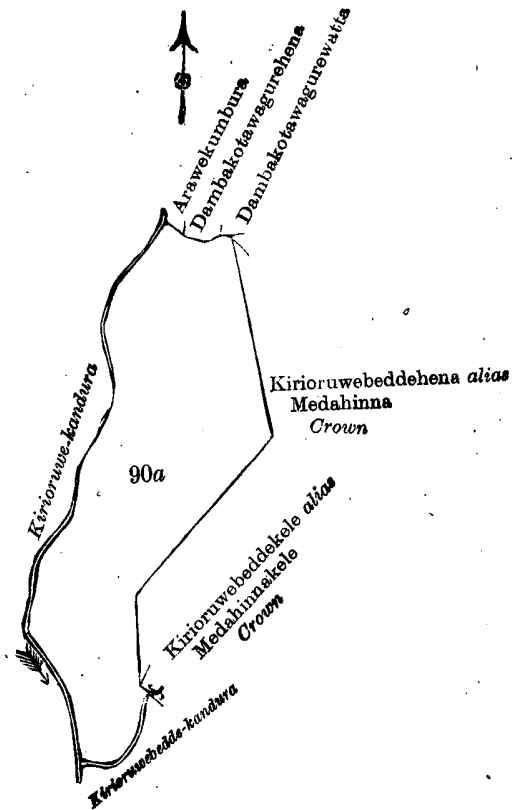 Arawekumbura
Dambakotawagurehena
Dambakotawagurewatta
Kirioruwebeddehena alias
Medahinna
Crown
Kirioruwe-kandura
90a
Kirioruwebeddekele alias
Medahinnakele
Crown
Kirioruwebedde-kandura